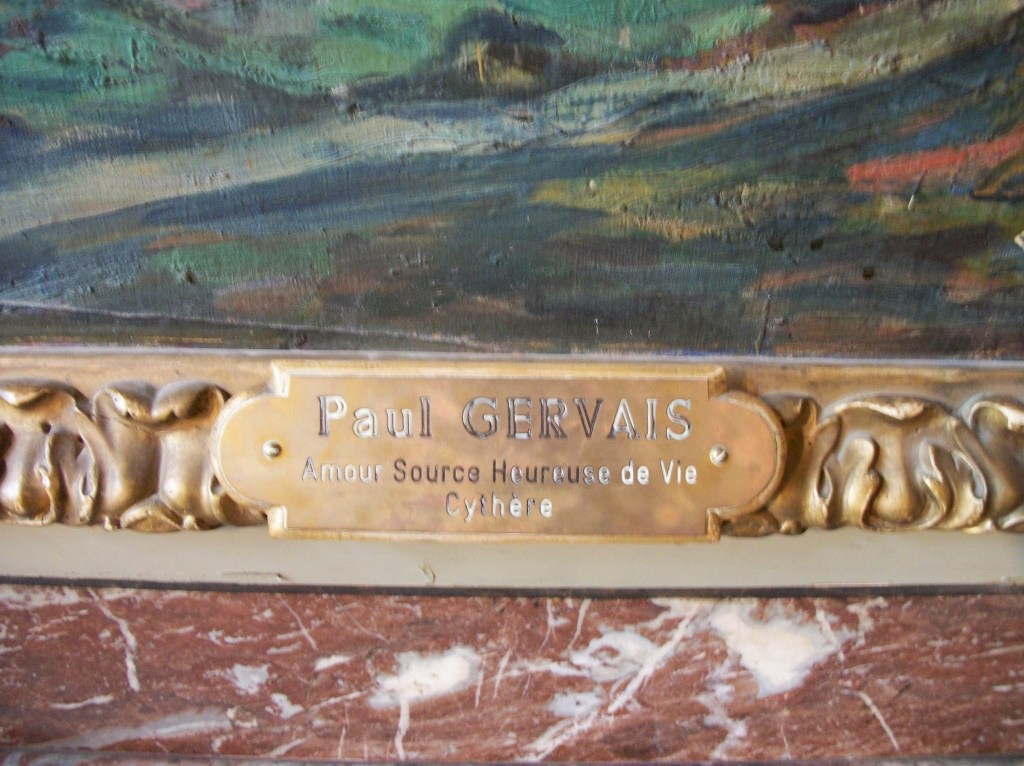 Paul GERVAIS
Amour Source Heureuse de Vie
Cythère